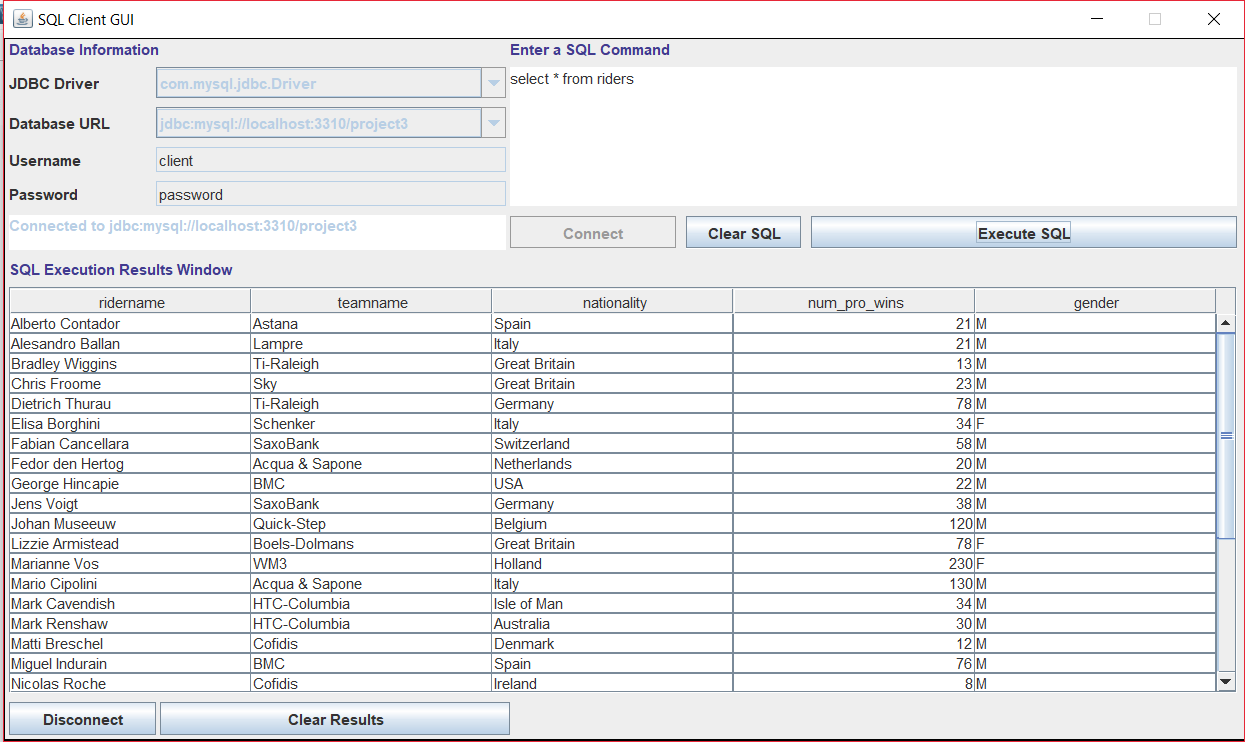 SQL Client GUI
Database Information
Enter a SQL Command
JDBC Driver com.mysql.jdbc.Driver
select * from riders
Database URL jdbc:mysql://localhost:3310/project3
Username client
Password password
Connected to jdbc:mysql://localhost:3310/project3
Connect Clear SQL Execute SQL
SQL Execution Results Window
ridername teamname nationality num_pro_wins gender
Alberto Contador Astana Spain 21 M
Alesandro Ballan Lampre Italy 21 M
Bradley Wiggins Ti-Raleigh Great Britain 13 M
Chris Froome Sky Great Britain 23 M
Dietrich Thurau Ti-Raleigh Germany 78 M
Elisa Borghini Schenker Italy 34 F
Fabian Cancellara SaxoBank Switzerland 58 M
Fedor den Hertog Acqua & Sapone Netherlands 20 M
George Hincapie BMC USA 22 M
Jens Voigt SaxoBank Germany 38 M
Johan Museeuw Quick-Step Belgium 120 M
Lizzie Armistead Boels-Dolmans Great Britain 78 F
Marianne Vos WM3 Holland 230 F
Mario Cipolini Acqua & Sapone Italy 130 M
Mark Cavendish HTC-Columbia Isle of Man 34 M
Mark Renshaw HTC-Columbia Australia 30 M
Matti Breschel Cofidis Denmark 12 M
Miguel Indurain BMC Spain 76 M
Nicolas Roche Cofidis Ireland 8 M
Disconnect Clear Results